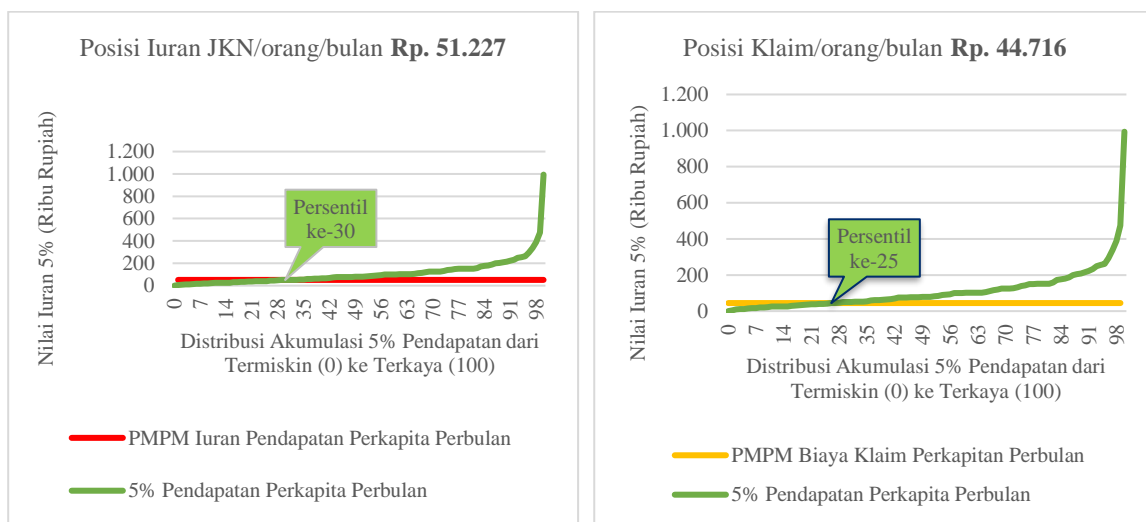 Posisi Iuran JKN/orang/bulan Rp. 51.227
Nilai Iuran 5% (Ribu Rupiah)
1.200
1.000
800
600
400
200
0
Persentil
ke-30
0 7 14 21 28 35 42 49 56 63 70 77 84 91 98
Distribusi Akumulasi 5% Pendapatan dari
Termiskin (0) ke Terkaya (100)
PMPM Iuran Pendapatan Perkapita Perbulan
5% Pendapatan Perkapita Perbulan
Posisi Klaim/orang/bulan Rp. 44.716
Nilai Iuran 5% (Ribu Rupiah)
1.200
1.000
800
600
400
200
0
Persentil
ke-25
0 7 14 21 28 35 42 49 56 63 70 77 84 91 98
Distribusi Akumulasi 5% Pendapatan dari
Termiskin (0) ke Terkaya (100)
PMPM Biaya Klaim Perkapitan Perbulan
5% Pendapatan Perkapita Perbulan